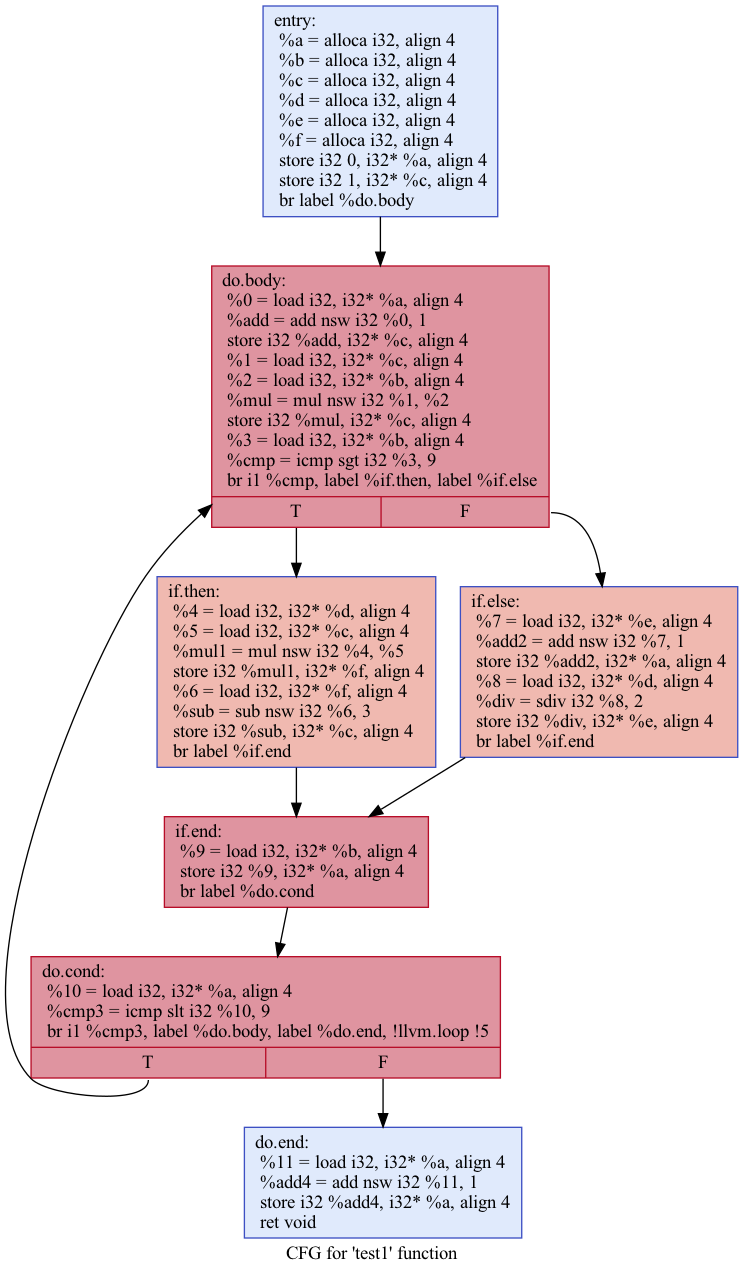 entry:
%a = alloca i32, align 4
%b = alloca i32, align 4
%c = alloca i32, align 4
%d = alloca i32, align 4
%e = alloca i32, align 4
%f = alloca i32, align 4
store i32 0, i32* %a, align 4
store i32 1, i32* %c, align 4
br label %do.body
do.body:
%0 = load i32, i32* %a, align 4
%add = add nsw i32 %0, 1
store i32 %add, i32* %c, align 4
%1 = load i32, i32* %c, align 4
%2 = load i32, i32* %b, align 4
%mul = mul nsw i32 %1, %2
store i32 %mul, i32* %c, align 4
%3 = load i32, i32* %b, align 4
%cmp = icmp sgt i32 %3, 9
br i1 %cmp, label %if.then, label %if.else
T
F
if.then:
%4 = load i32, i32* %d, align 4
%5 = load i32, i32* %c, align 4
%mul1 = mul nsw i32 %4, %5
store i32 %mul1, i32* %f, align 4
%6 = load i32, i32* %f, align 4
%sub = sub nsw i32 %6, 3
store i32 %sub, i32* %c, align 4
br label %if.end
if.else:
%7 = load i32, i32* %e, align 4
%add2 = add nsw i32 %7, 1
store i32 %add2, i32* %a, align 4
%8 = load i32, i32* %d, align 4
%div = sdiv i32 %8, 2
store i32 %div, i32* %e, align 4
br label %if.end
if.end:
%9 = load i32, i32* %b, align 4
store i32 %9, i32* %a, align 4
br label %do.cond
do.cond:
%10 = load i32, i32* %a, align 4
%cmp3 = icmp slt i32 %10, 9
br i1 %cmp3, label %do.body, label %do.end, !llvm.loop !5
T
F
do.end:
%11 = load i32, i32* %a, align 4
%add4 = add nsw i32 %11, 1
store i32 %add4, i32* %a, align 4
ret void
CFG for 'test1' function